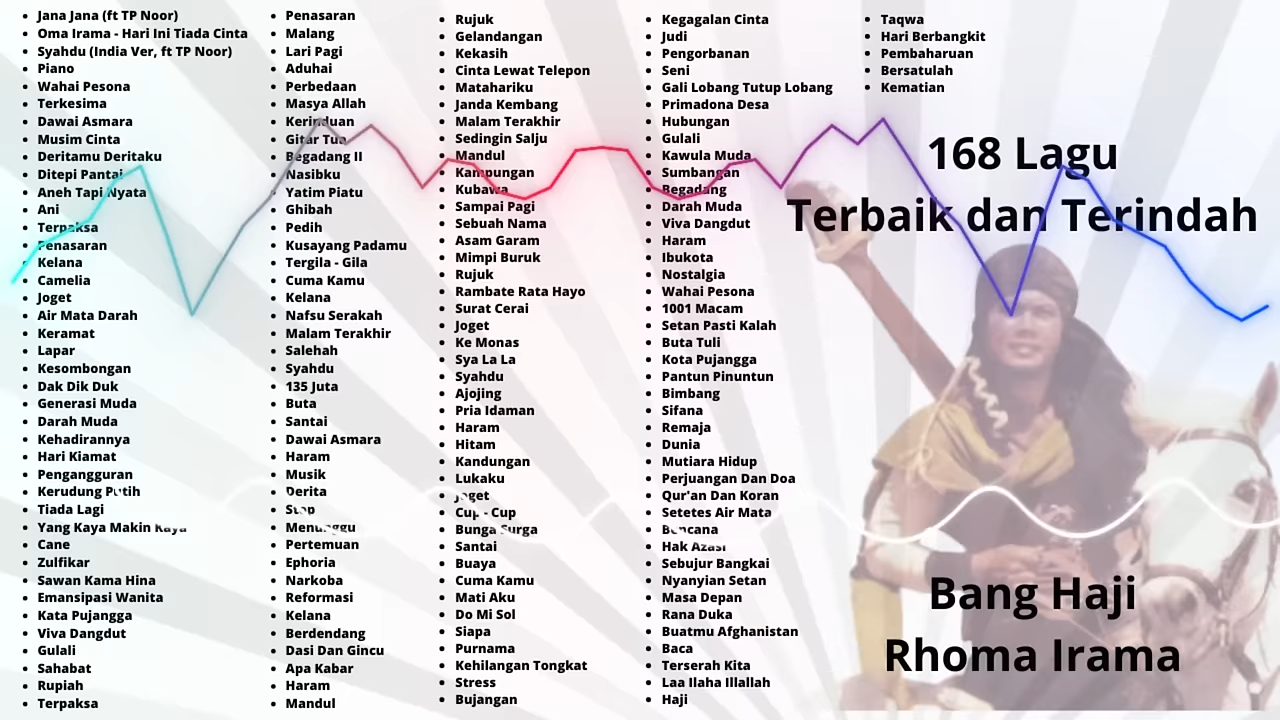 Jana Jana (ft TP Noor)
Oma Irama - Hari Ini Tiada Cinta
Syahdu (India Ver, ft TP Noor)
Piano
Wahai Pesona
Terkesima
Dawai Asmara
Musim Cinta
Deritamu Deritaku
Ditepi Pantai
Aneh Tapi Nyata
Ani
Terpaksa
Penasaran
Kelana
Camelia
Joget
Air Mata Darah
Keramat
Lapar
Kesombongan
Dak Dik Duk
Generasi Muda
Darah Muda
Kehadirannya
Hari Kiamat
Pengangguran
Kerudung Putih
Tiada Lagi
Yang Kaya Makin Kaya
Cane
Zulfikar
Sawan Kama Hina
Emansipasi Wanita
Kata Pujangga
Viva Dangdut
Gulali
Sahabat
Rupiah
Terpaksa
Penasaran
Malang
Lari Pagi
Aduhai
Perbedaan
Masya Allah
Kerinduan
Gitar Tua
Begadang II
Nasibku
Yatim Piatu
Ghibah
Pedih
Kusayang Padamu
Tergila - Gila
Cuma Kamu
Kelana
Nafsu Serakah
Malam Terakhir
Salehah
Syahdu
135 Juta
Buta
Santai
Dawai Asmara
Haram
Musik
Derita
Stop
Menunggu
Pertemuan
Ephoria
Narkoba
Reformasi
Kelana
Berdendang
Dasi Dan Gincu
Apa Kabar
Haram
Mandul
Rujuk
Gelandangan
Kekasih
Cinta Lewat Telepon
Matahariku
Janda Kembang
Malam Terakhir
Sedingin Salju
Mandul
Kampungan
Kubawa
Sampai Pagi
Sebuah Nama
Asam Garam
Mimpi Buruk
Rujuk
Rambate Rata Hayo
Surat Cerai
Joget
Ke Monas
Sya La La
Syahdu
Ajojing
Pria Idaman
Haram
Hitam
Kandungan
Lukaku
Joget
Cup - Cup
Bunga Surga
Santai
Buaya
Cuma Kamu
Mati Aku
Do Mi Sol
Siapa
Purnama
Kehilangan Tongkat
Stress
Bujangan
Kegagalan Cinta
Judi
Pengorbanan
Seni
Gali Lobang Tutup Lobang
Primadona Desa
Hubungan
Gulali
Kawula Muda
Sumbangan
Begadang
Darah Muda
Viva Dangdut
Haram
Ibukota
Nostalgia
Wahai Pesona
1001 Macam
Setan Pasti Kalah
Buta Tuli
Kota Pujangga
Pantun Pinuntun
Bimbang
Sifana
Remaja
Dunia
Mutiara Hidup
Perjuangan Dan Doa
Qur'an Dan Koran
Setetes Air Mata
Bencana
Hak Azasi
Sebujur Bangkai
Nyanyian Setan
Masa Depan
Rana Duka
Buatmu Afghanistan
Baca
Terserah Kita
Laa Ilaha Illallah
Haji
Taqwa
Hari Berbangkit
Pembaharuan
Bersatulah
Kematian
168 Lagu
Terbaik dan Terindah
Bang Haji
Rhoma Irama